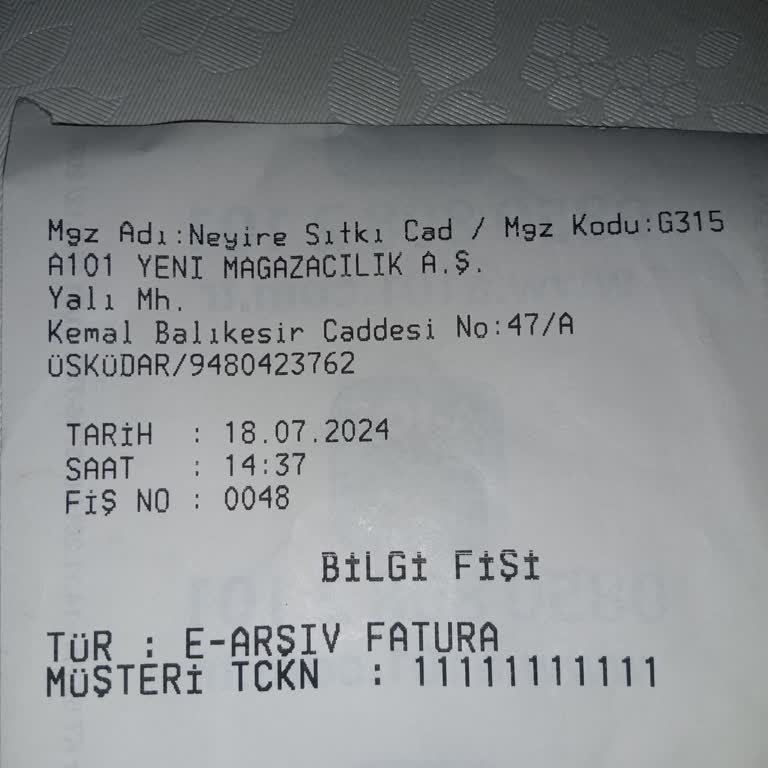 Mgz Adı:Neyire Sıtkı Cad / Mgz Kodu:G315
A101 YENI MAGAZACILIK A.Ş.
Yalı Mh.
Kemal Balıkesir Caddesi No:47/A
ÜSKÜDAR/9480423762
TARİH : 18.07.2024
SAAT : 14:37
FİŞ NO : 0048
BİLGİ FİŞİ
TÜR : E-ARŞIV FATURA
MÜŞTERİ TCKN : 11111111111